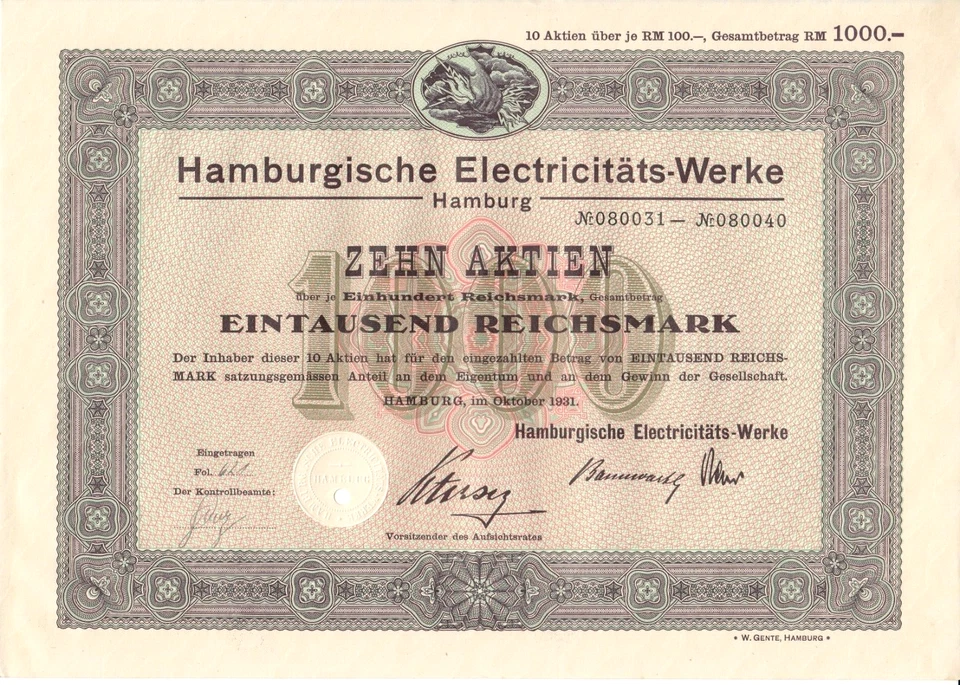 10 Aktien über je RM 100.–, Gesamtbetrag RM 1000.–
Hamburgische Electricitäts-Werke
Hamburg
№080031 — №080040
1000
ZEHN AKTIEN
über je Einhundert Reichsmark, Gesamtbetrag
EINTAUSEND REICHSMARK
Der Inhaber dieser 10 Aktien hat für den eingezahlten Betrag von EINTAUSEND REICHS-
MARK satzungsgemässen Anteil an dem Eigentum und an dem Gewinn der Gesellschaft.
HAMBURG, im Oktober 1931.
Hamburgische Electricitäts-Werke
Eingetragen
Fol.
Der Kontrollbeamte:
HAMBURG
Vorsitzender des Aufsichtsrates
• W. GENTE, HAMBURG •